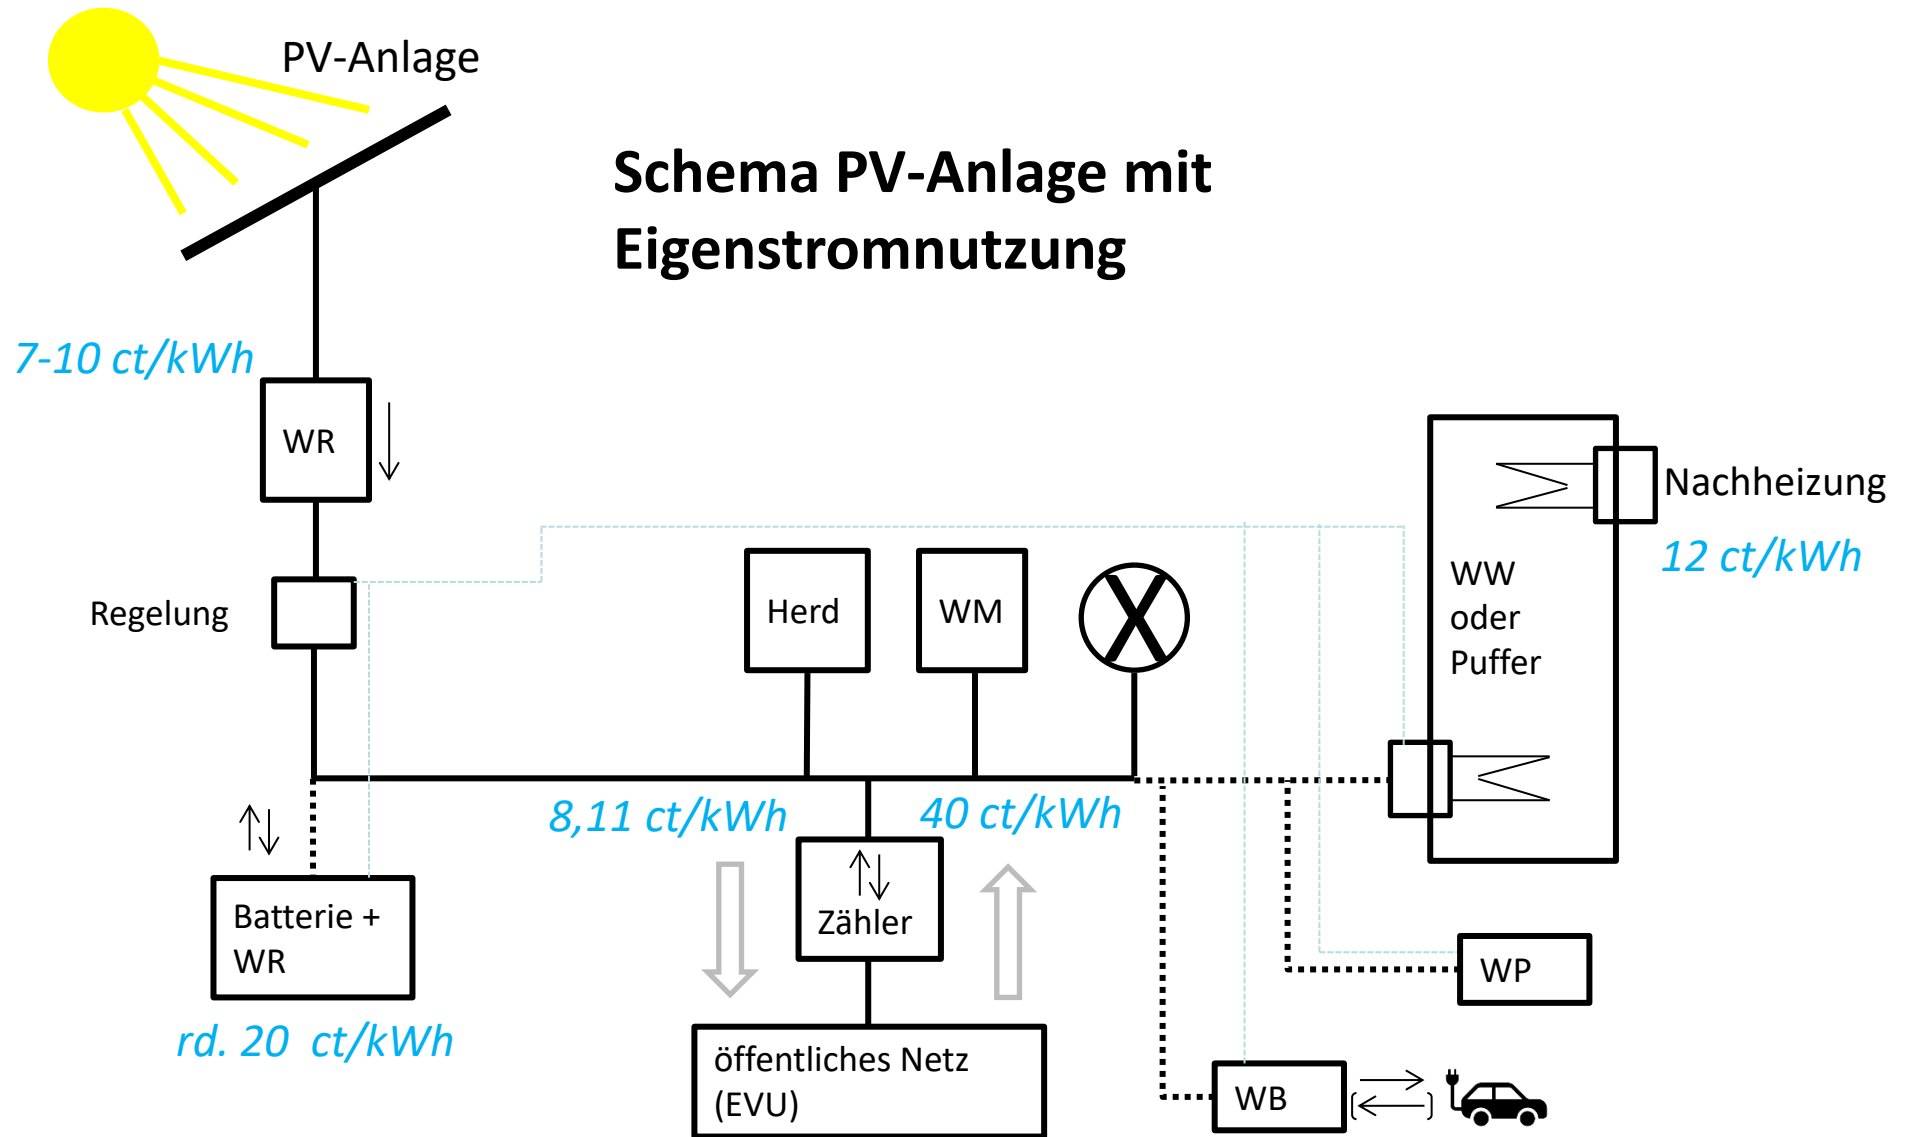 PV-Anlage
Schema PV-Anlage mit
Eigenstromnutzung
7-10 ct/kWh
WR
Nachheizung
12 ct/kWh
WW
oder
Puffer
Regelung
Herd
WM
8,11 ct/kWh
40 ct/kWh
Batterie +
WR
Zähler
WP
rd. 20 ct/kWh
öffentliches Netz
(EVU)
WB